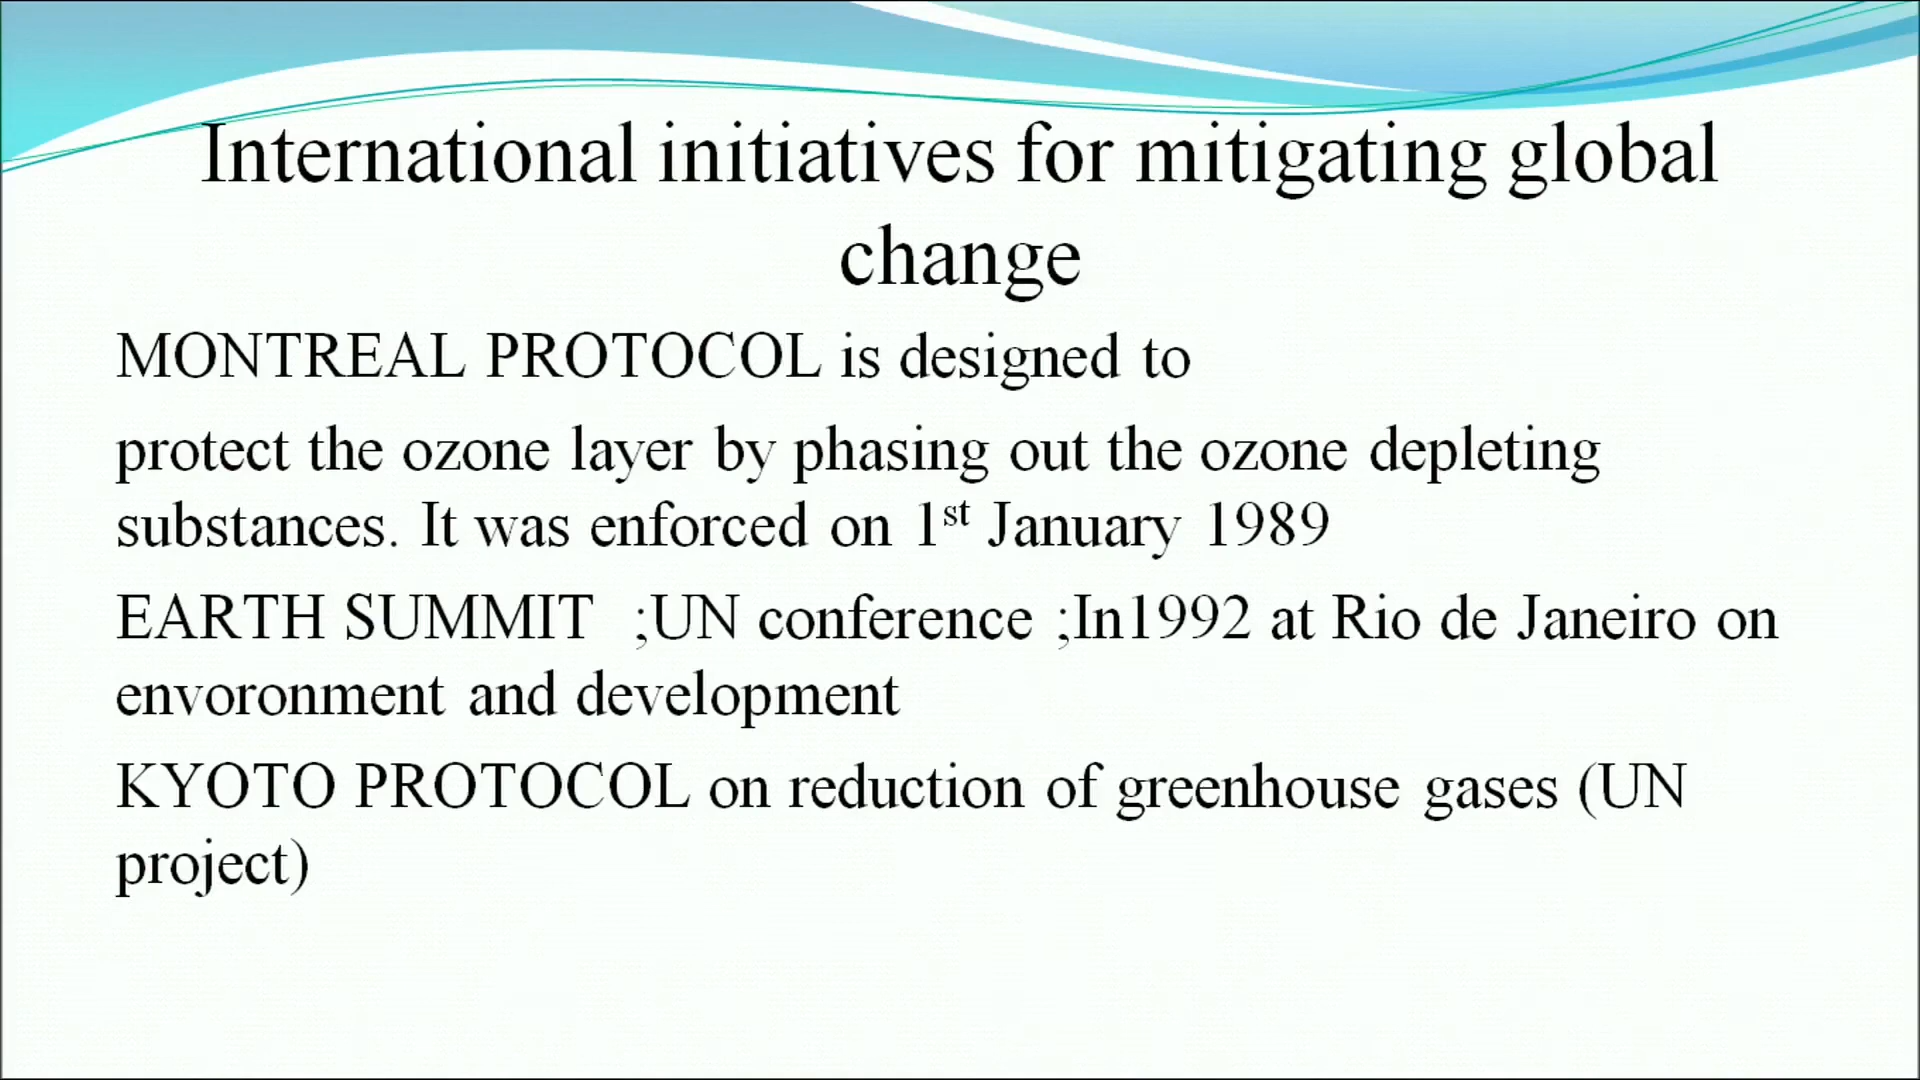 International initiatives for mitigating global
change
MONTREAL PROTOCOL is designed to
protect the ozone layer by phasing out the ozone depleting
substances. It was enforced on 1st January 1989
EARTH SUMMIT ;UN conference ;In1992 at Rio de Janeiro on
envoronment and development
KYOTO PROTOCOL on reduction of greenhouse gases (UN
project)